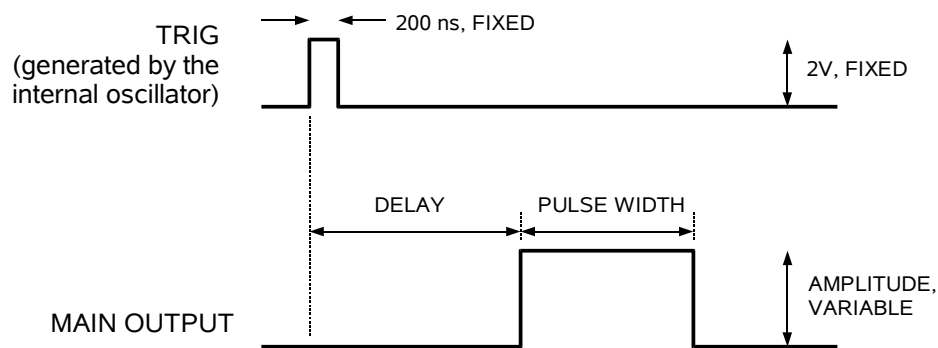 200 ns, FIXED
TRIG
(generated by the
internal oscillator)
2V, FIXED
DELAY
PULSE WIDTH
AMPLITUDE,
VARIABLE
MAIN OUTPUT